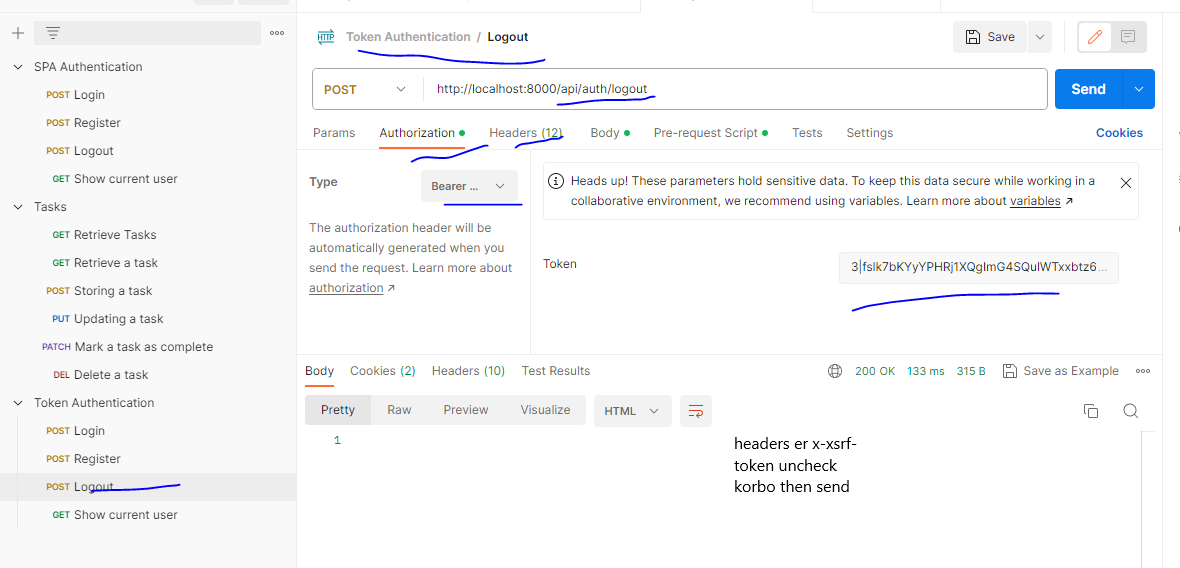 Token Authentication / Logout
Save
SPA Authentication
POST Login
POST Register
POST Logout
GET Show current user
Tasks
GET Retrieve Tasks
GET Retrieve a task
POST Storing a task
PUT Updating a task
PATCH Mark a task as complete
DEL Delete a task
Token Authentication
POST Login
POST Register
POST Logout
GET Show current user
POST http://localhost:8000/api/auth/logout Send
Params Authorization Headers (12) Body Pre-request Script Tests Settings Cookies
Type Bearer ...
The authorization header will be
automatically generated when you
send the request. Learn more about
authorization ↗
Heads up! These parameters hold sensitive data. To keep this data secure while working in a
collaborative environment, we recommend using variables. Learn more about variables ↗
Token
Body Cookies (2) Headers (10) Test Results 200 OK 133 ms 315 B Save as Example
Pretty Raw Preview Visualize HTML
1
headers er x-xsrf-
token uncheck
korbo then send